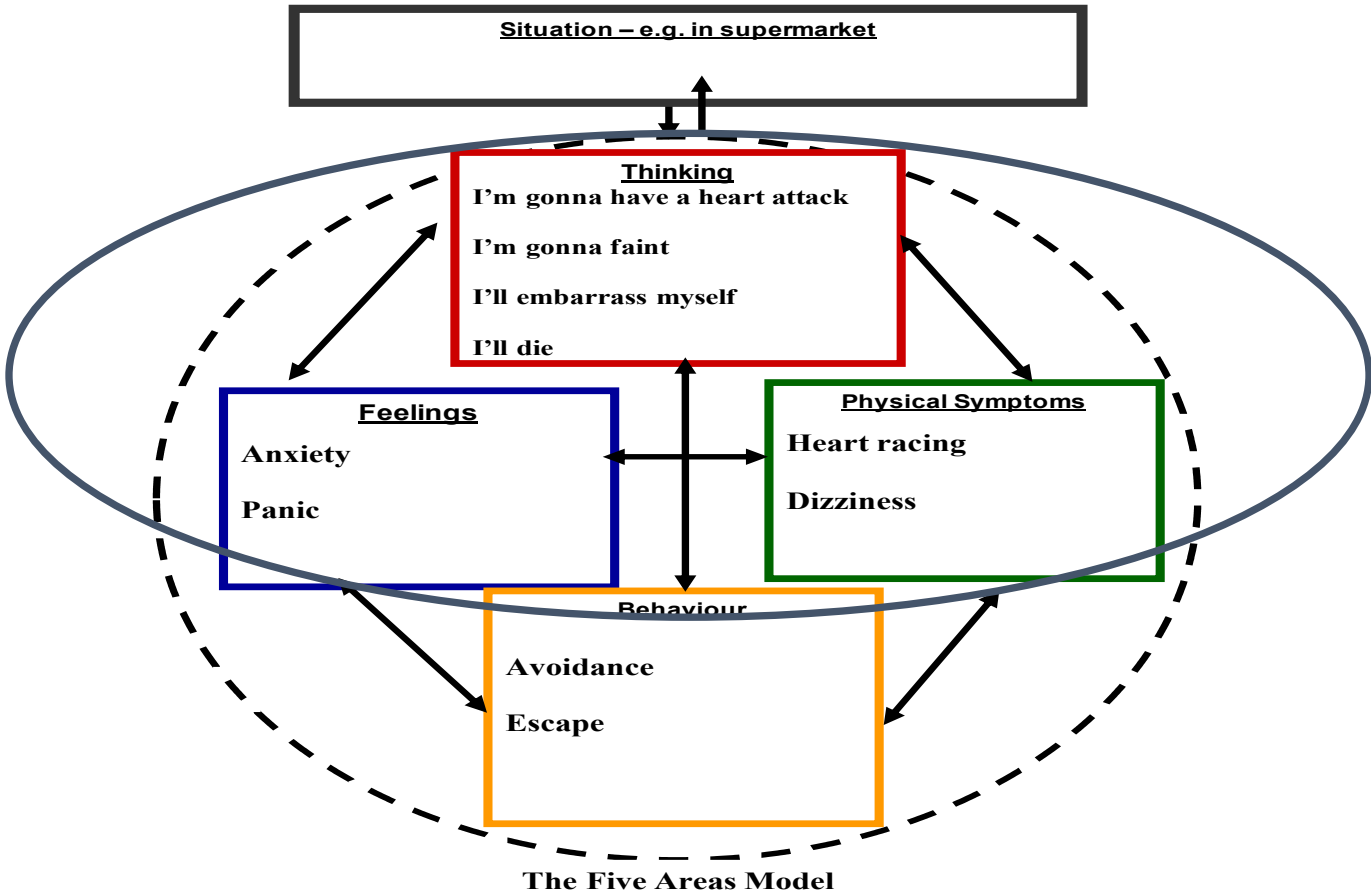 Situation – e.g. in supermarket
Thinking
I'm gonna have a heart attack
I'm gonna faint
I'll embarrass myself
I'll die
Feelings
Anxiety
Panic
Physical Symptoms
Heart racing
Dizziness
Behaviour
Avoidance
Escape
The Five Areas Model